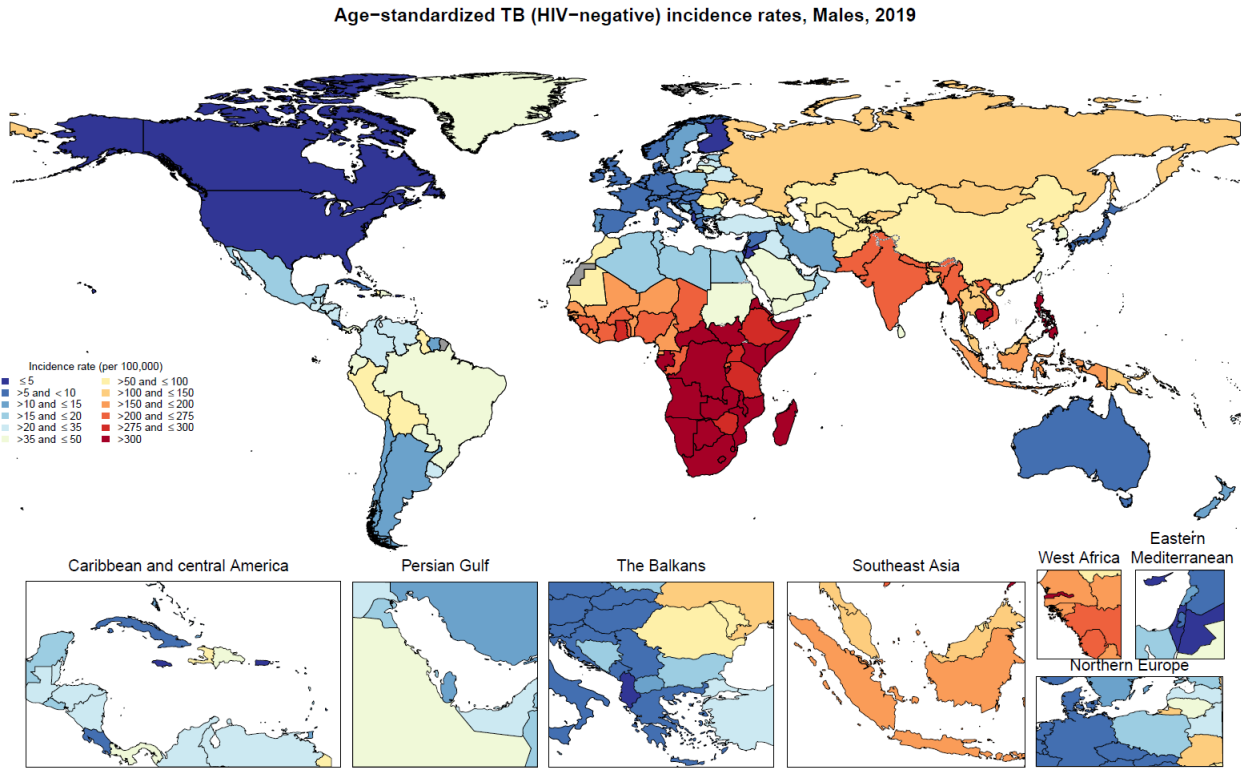 Age−standardized TB (HIV−negative) incidence rates, Males, 2019
Incidence rate (per 100,000)
≤ 5
>5 and < 10
>10 and ≤ 15
>15 and ≤ 20
>20 and ≤ 35
>35 and ≤ 50
>50 and ≤ 100
>100 and ≤ 150
>150 and ≤ 200
>200 and ≤ 275
>275 and ≤ 300
>300
Caribbean and central America
Persian Gulf
The Balkans
Southeast Asia
West Africa
Eastern
Mediterranean
Northern Europe